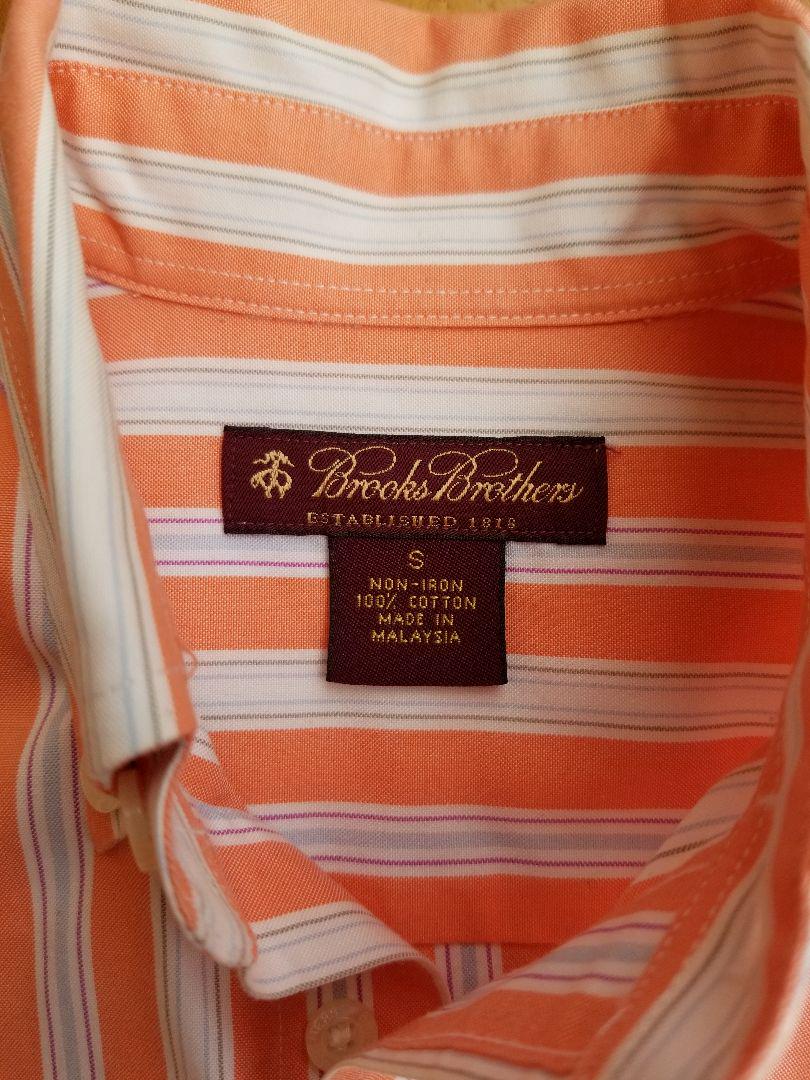 Brooks Brothers
ESTABLISHED 1818
S
NON-IRON
100% COTTON
MADE IN
MALAYSIA